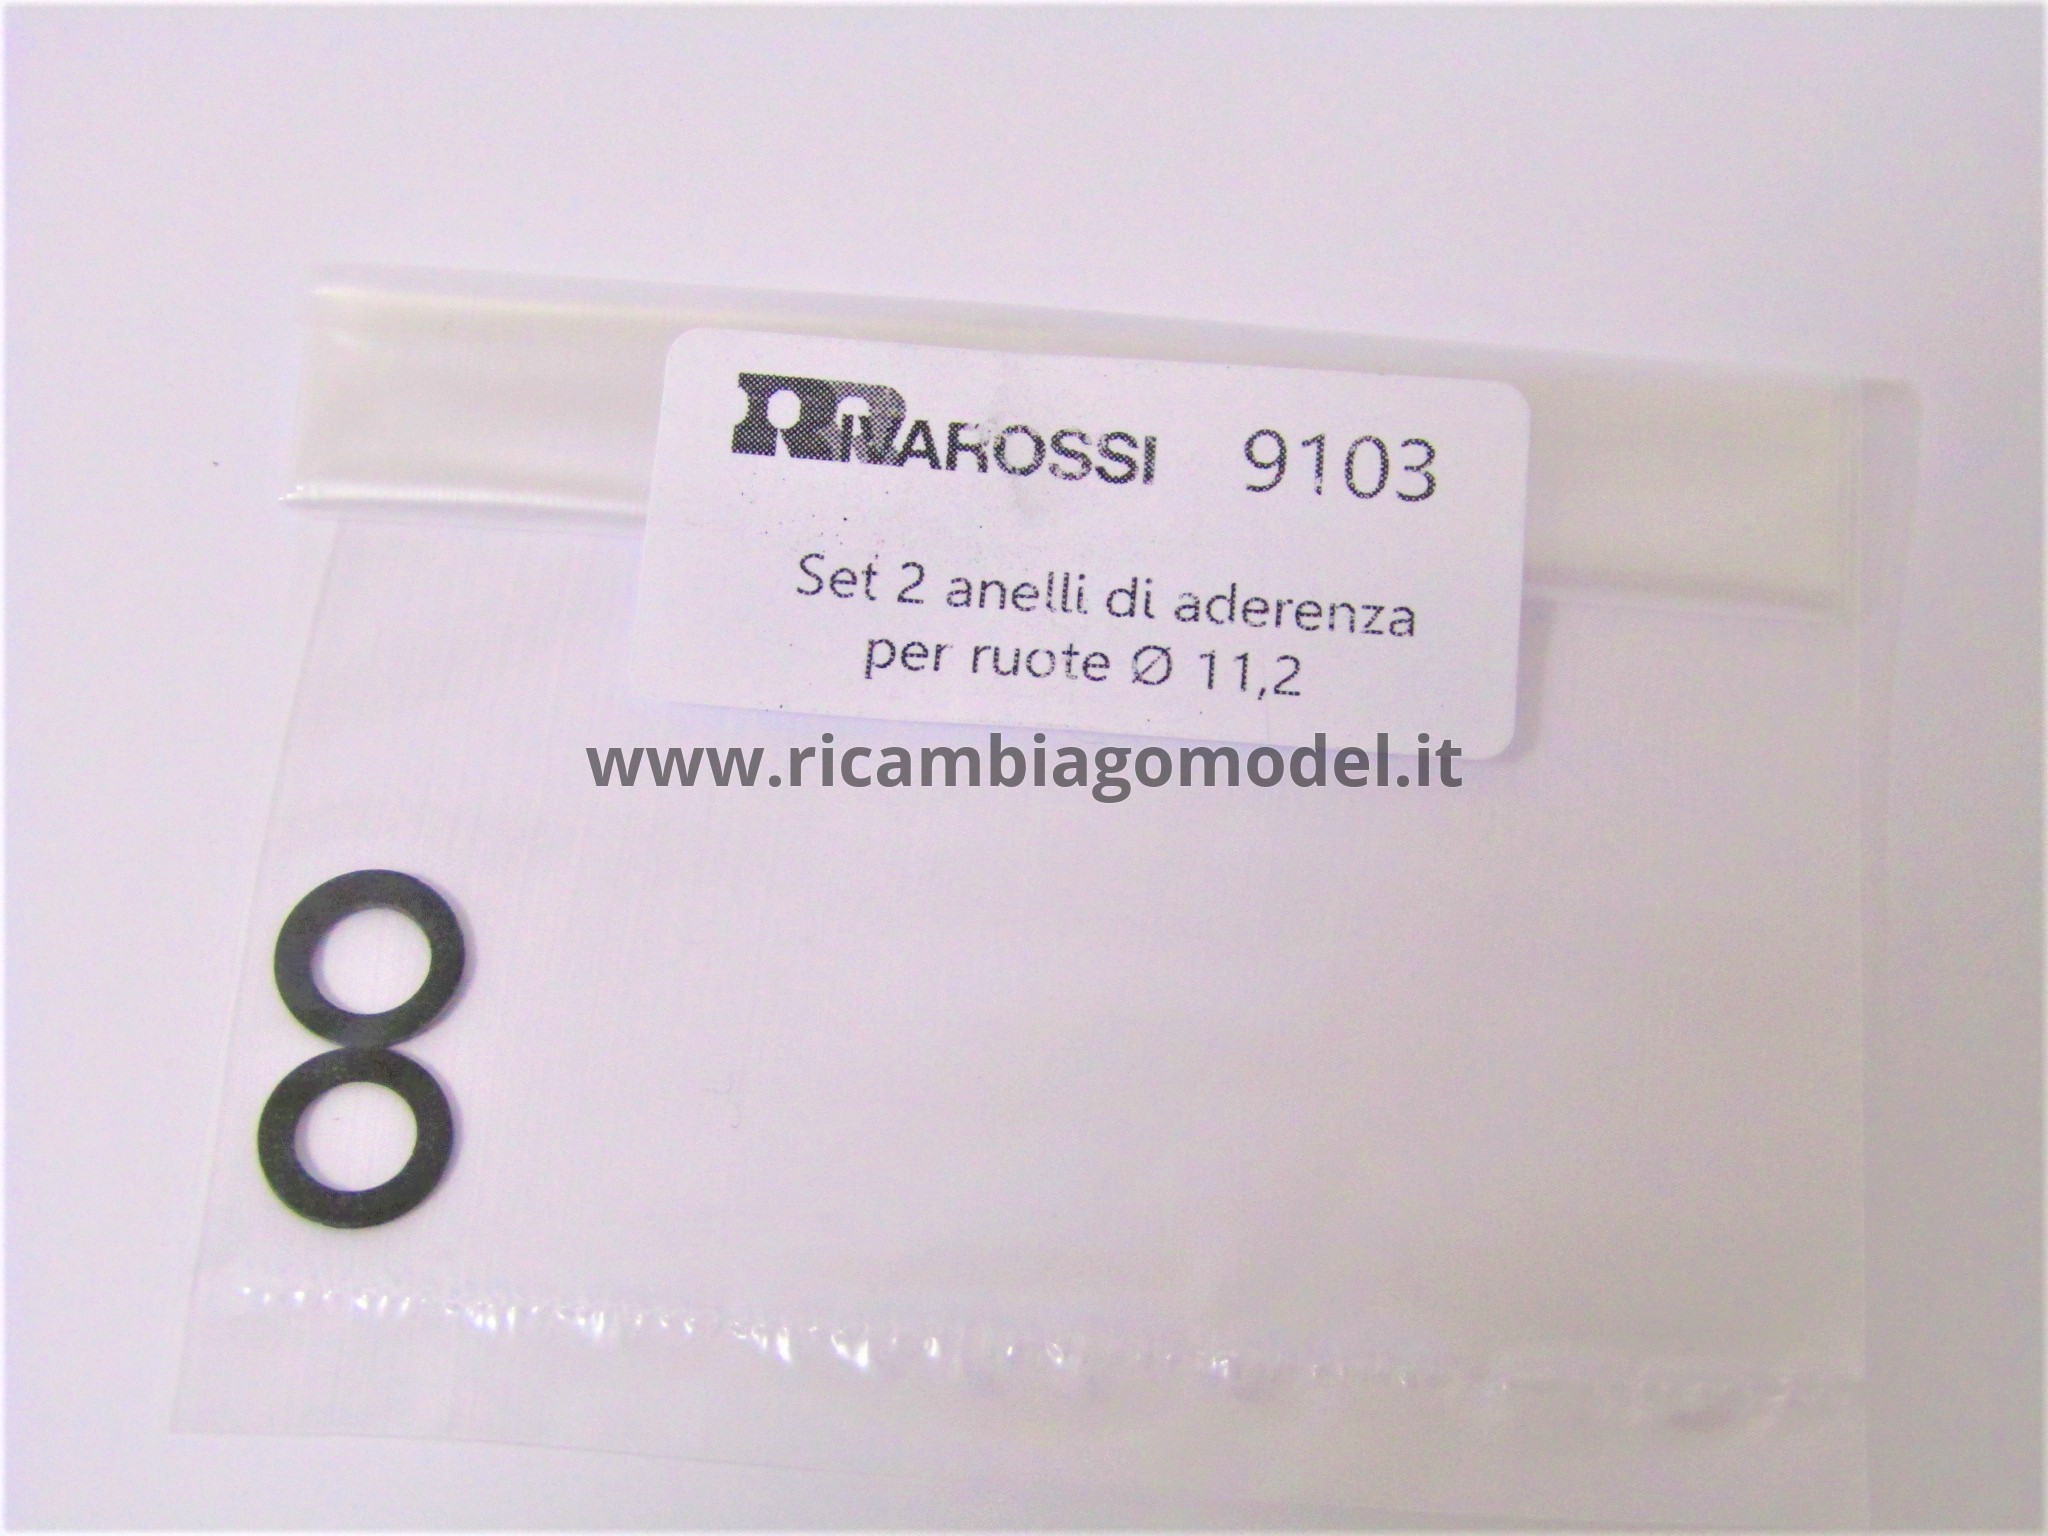 RIVAROSSI 9103
Set 2 anelli di aderenza
per ruote Ø 11,2
www.ricambiagomodel.it